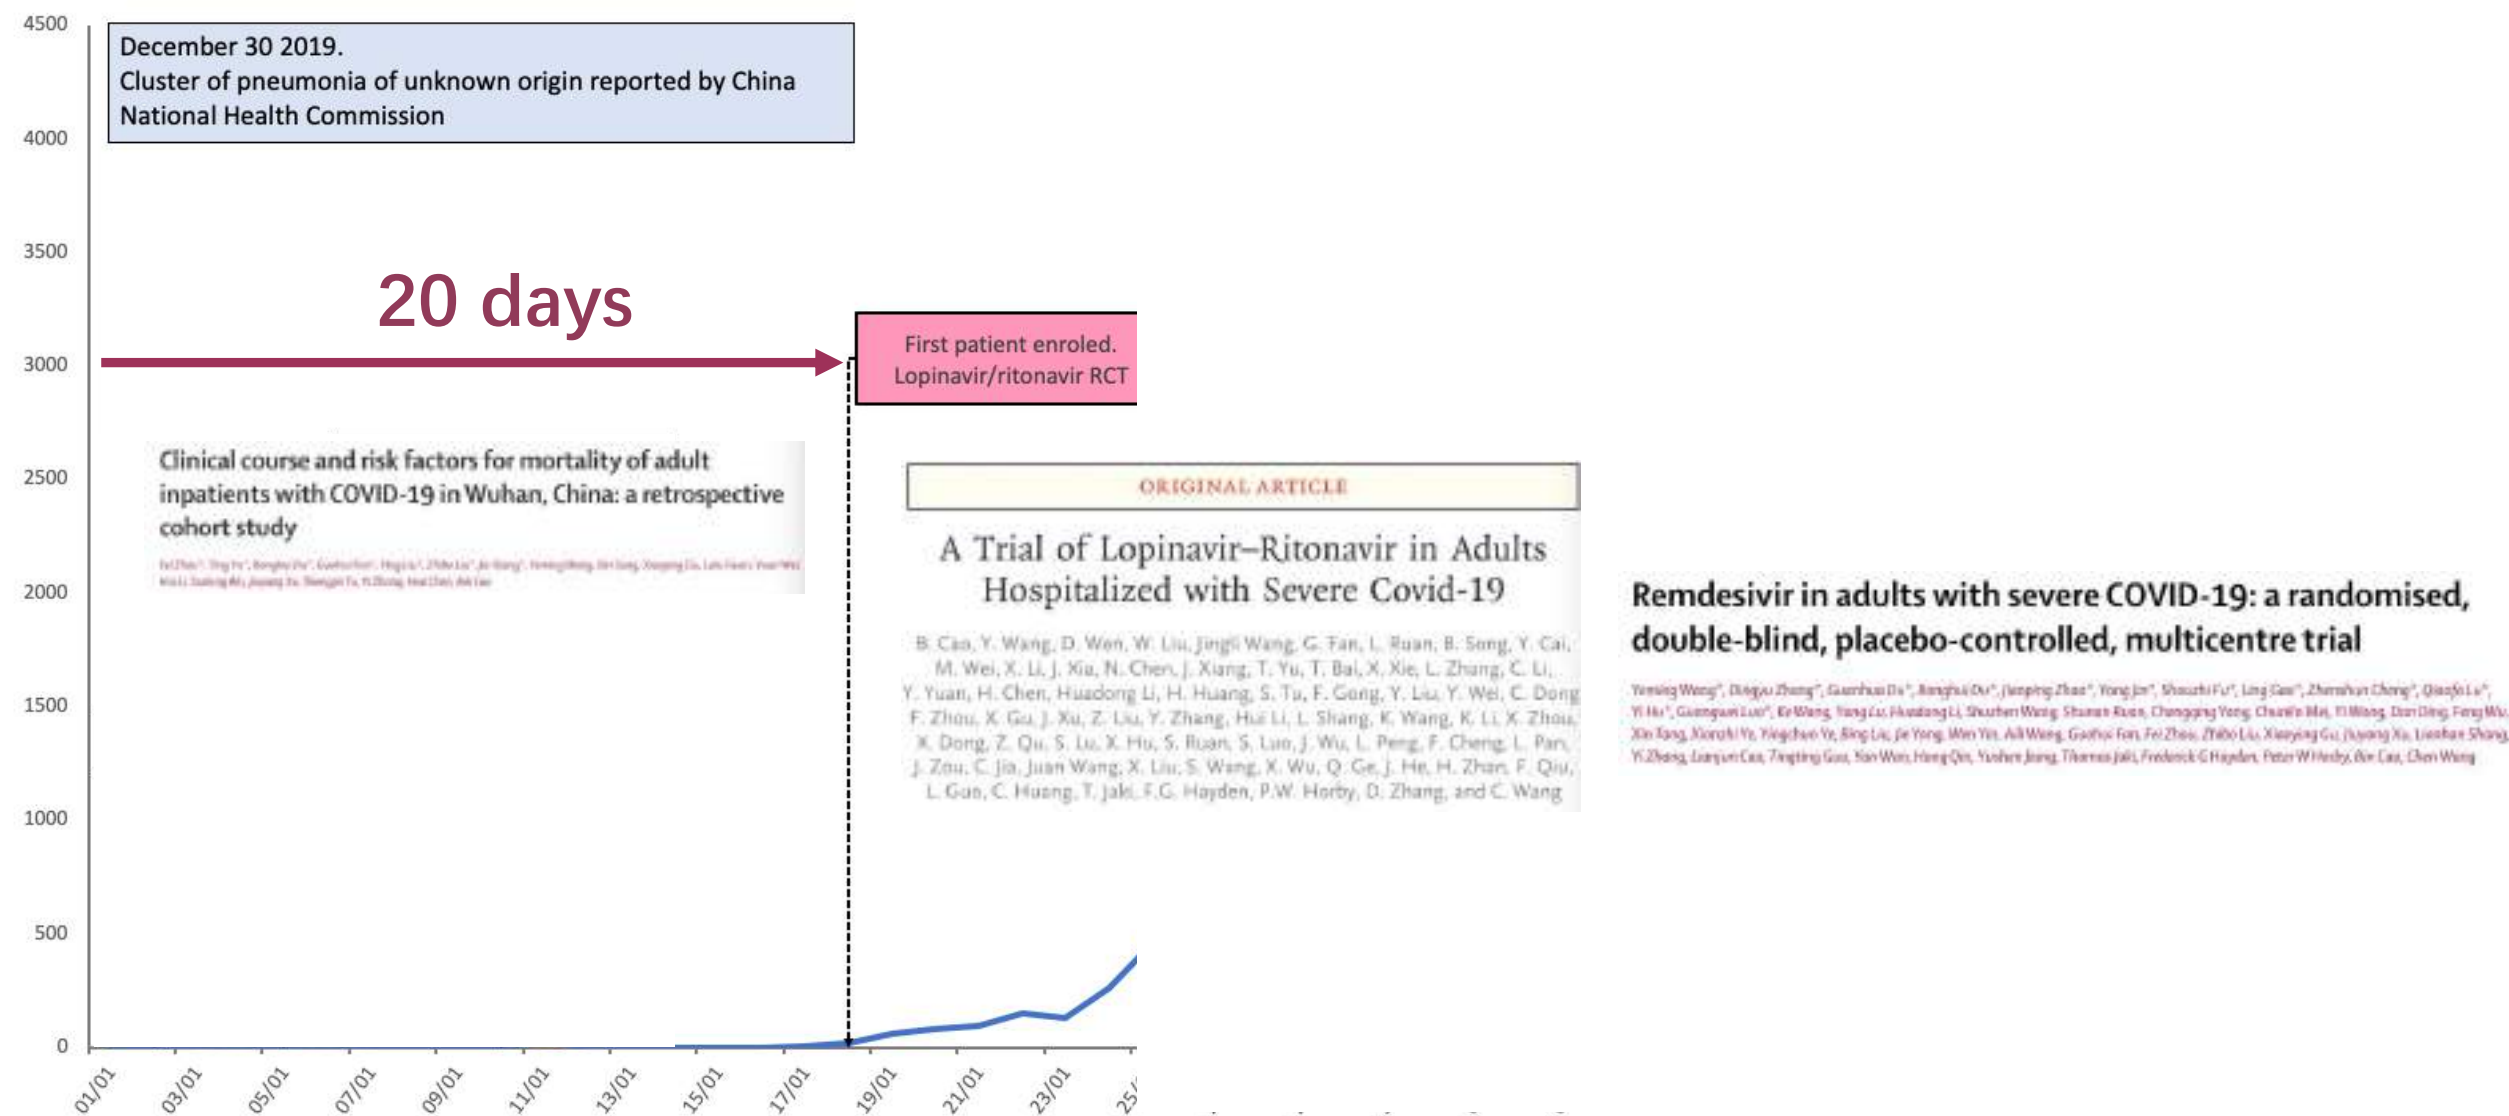 4500
4000
3500
3000
2500
2000
1500
1000
500
0
December 30 2019.
Cluster of pneumonia of unknown origin reported by China
National Health Commission
20 days
First patient enroled.
Lopinavir/ritonavir RCT
Clinical course and risk factors for mortality of adult
inpatients with COVID-19 in Wuhan, China: a retrospective
cohort study
ORIGINAL ARTICLE
A Trial of Lopinavir–Ritonavir in Adults
Hospitalized with Severe Covid-19
B. Cao, Y. Wang, D. Wen, W. Liu, Jingli Wang, G. Fan, L. Ruan, B. Song, Y. Cai,
M. Wei, X. Li, J. Xia, N. Chen, J. Xiang, T. Yu, T. Bai, X. Xie, L. Zhang, C. Li,
Y. Yuan, H. Chen, Huadong Li, H. Huang, S. Tu, F. Gong, Y. Liu, Y. Wei, C. Dong
F. Zhou, X. Gu, J. Xu, Z. Liu, Y. Zhang, Hui Li, L. Shang, K. Wang, K. Li, X. Zhou,
X. Dong, Z. Qu, S. Lu, X. Hu, S. Ruan, S. Luo, J. Wu, L. Peng, F. Cheng, L. Pan,
J. Zou, C. Jia, Juan Wang, X. Liu, S. Wang, X. Wu, Q. Ge, J. He, H. Zhan, F. Qiu,
L. Guo, C. Huang, T. Jaki, F.G. Hayden, P.W. Horby, D. Zhang, and C. Wang
Remdesivir in adults with severe COVID-19: a randomised,
double-blind, placebo-controlled, multicentre trial
01/01
03/01
05/01
07/01
09/01
11/01
13/01
15/01
17/01
19/01
21/01
23/01
25/